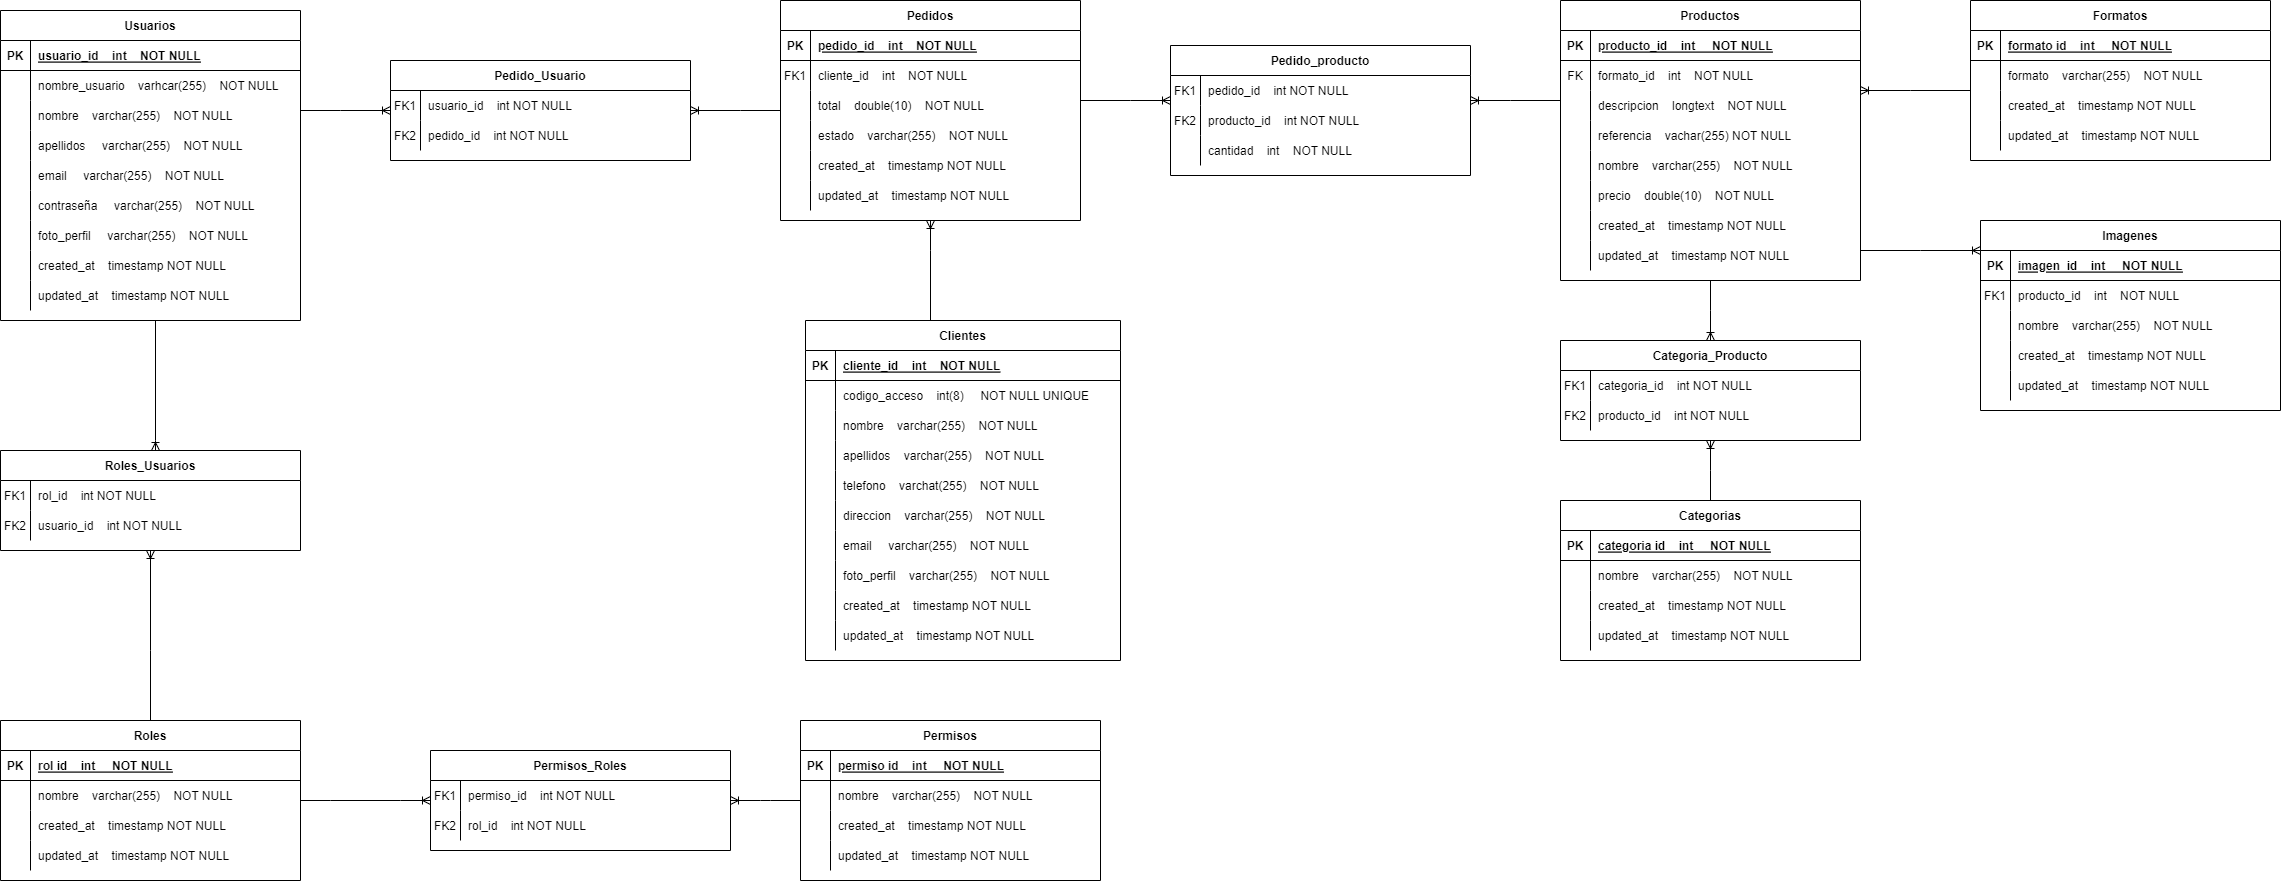 Usuarios
PK usuario_id int NOT NULL
nombre_usuario varhcar(255) NOT NULL
nombre varchar(255) NOT NULL
apellidos varchar(255) NOT NULL
email varchar(255) NOT NULL
contraseña varchar(255) NOT NULL
foto_perfil varchar(255) NOT NULL
created_at timestamp NOT NULL
updated_at timestamp NOT NULL
Pedido_Usuario
FK1 usuario_id int NOT NULL
FK2 pedido_id int NOT NULL
Pedidos
PK pedido_id int NOT NULL
FK1 cliente_id int NOT NULL
total double(10) NOT NULL
estado varchar(255) NOT NULL
created_at timestamp NOT NULL
updated_at timestamp NOT NULL
Pedido_producto
FK1 pedido_id int NOT NULL
FK2 producto_id int NOT NULL
cantidad int NOT NULL
Productos
PK producto_id int NOT NULL
FK formato_id int NOT NULL
descripcion longtext NOT NULL
referencia vachar(255) NOT NULL
nombre varchar(255) NOT NULL
precio double(10) NOT NULL
created_at timestamp NOT NULL
updated_at timestamp NOT NULL
Formatos
PK formato id int NOT NULL
formato varchar(255) NOT NULL
created_at timestamp NOT NULL
updated_at timestamp NOT NULL
Imagenes
PK imagen_id int NOT NULL
FK1 producto_id int NOT NULL
nombre varchar(255) NOT NULL
created_at timestamp NOT NULL
updated_at timestamp NOT NULL
Clientes
PK cliente_id int NOT NULL
codigo_acceso int(8) NOT NULL UNIQUE
nombre varchar(255) NOT NULL
apellidos varchar(255) NOT NULL
telefono varchat(255) NOT NULL
direccion varchar(255) NOT NULL
email varchar(255) NOT NULL
foto_perfil varchar(255) NOT NULL
created_at timestamp NOT NULL
updated_at timestamp NOT NULL
Categoria_Producto
FK1 categoria_id int NOT NULL
FK2 producto_id int NOT NULL
Categorias
PK categoria id int NOT NULL
nombre varchar(255) NOT NULL
created_at timestamp NOT NULL
updated_at timestamp NOT NULL
Roles_Usuarios
FK1 rol_id int NOT NULL
FK2 usuario_id int NOT NULL
Roles
PK rol id int NOT NULL
nombre varchar(255) NOT NULL
created_at timestamp NOT NULL
updated_at timestamp NOT NULL
Permisos_Roles
FK1 permiso_id int NOT NULL
FK2 rol_id int NOT NULL
Permisos
PK permiso id int NOT NULL
nombre varchar(255) NOT NULL
created_at timestamp NOT NULL
updated_at timestamp NOT NULL